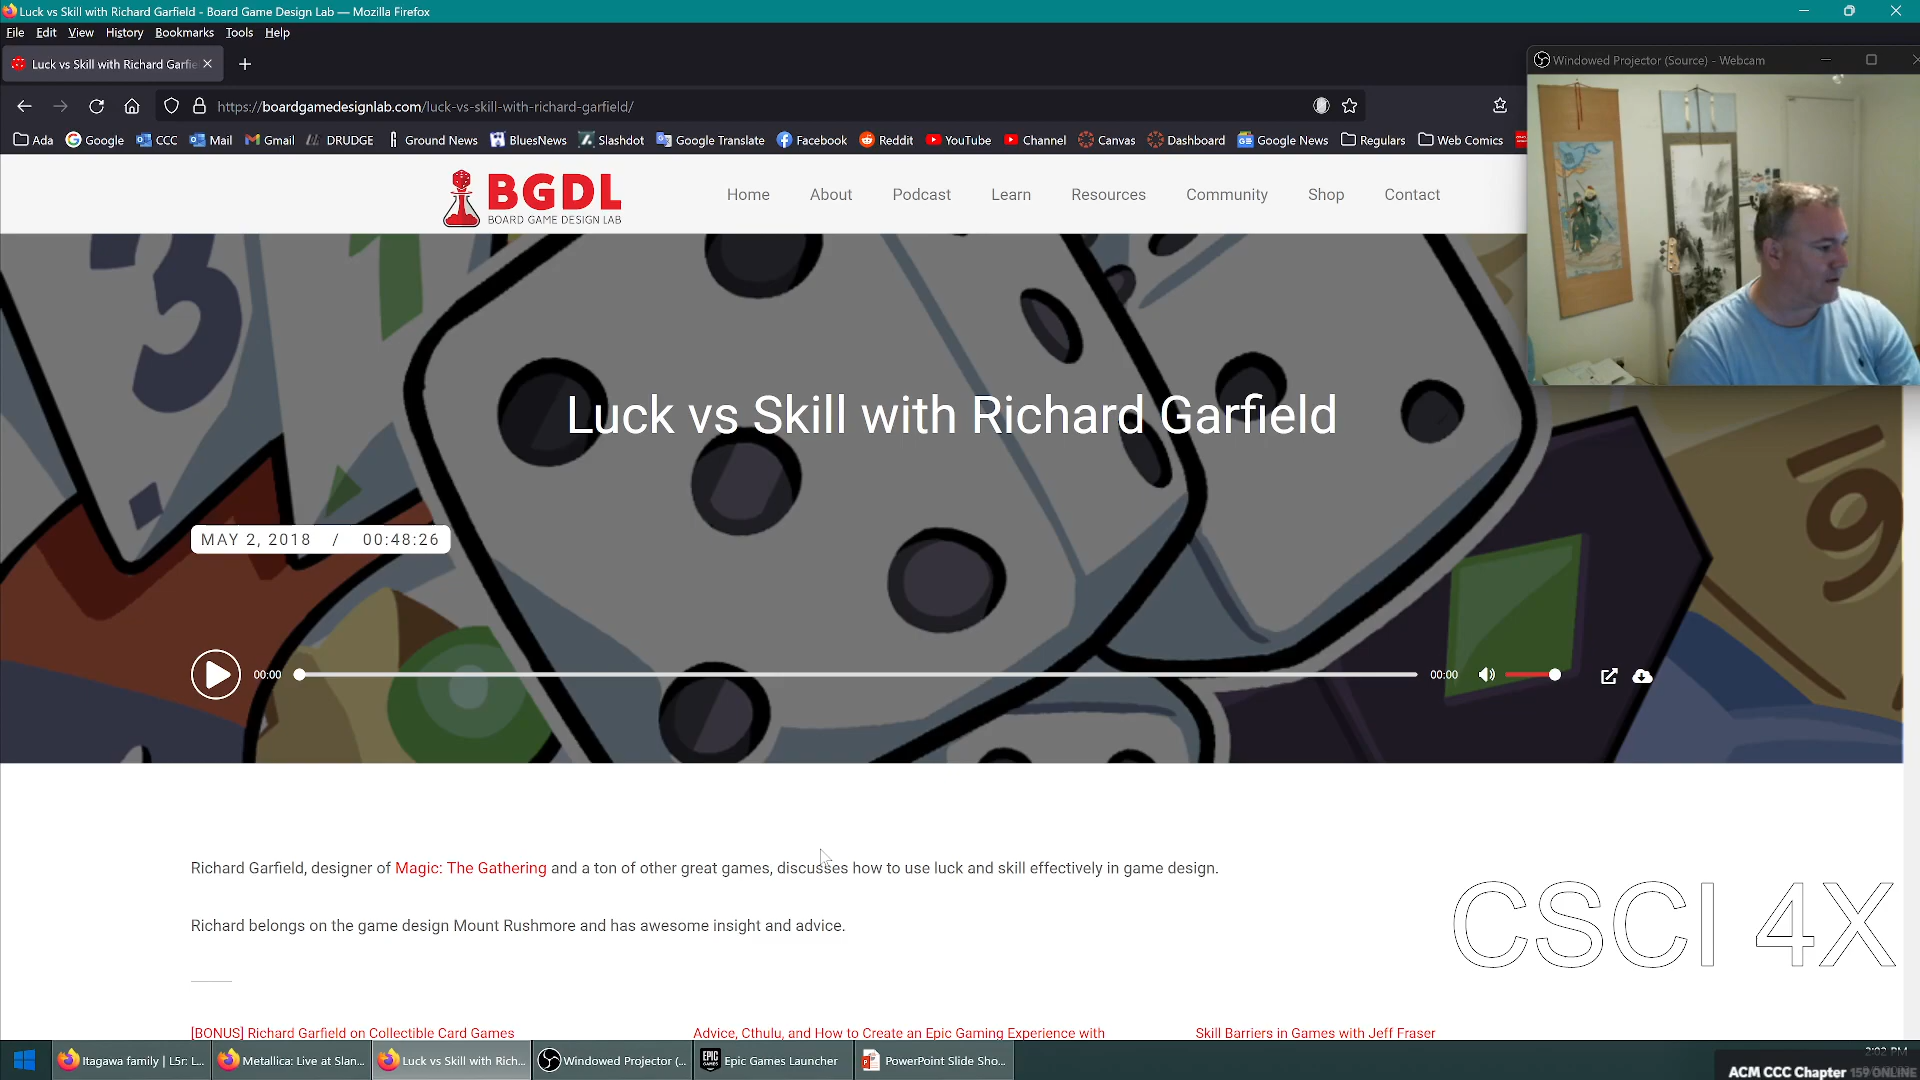 Luck vs Skill with Richard Garfield - Board Game Design Lab — Mozilla Firefox
File Edit View History Bookmarks Tools Help
Luck vs Skill with Richard Garfie
Windowed Projector (Source) - Webcam
https://boardgamedesignlab.com/luck-vs-skill-with-richard-garfield/
Ada Google CCC Mail Gmail DRUDGE Ground News BluesNews Slashdot Google Translate Facebook Reddit YouTube Channel Canvas Dashboard Google News Regulars Web Comics
BGDL
BOARD GAME DESIGN LAB
Home About Podcast Learn Resources Community Shop Contact
3
19
Luck vs Skill with Richard Garfield
MAY 2, 2018 / 00:48:26
00:00 00:00
Richard Garfield, designer of Magic: The Gathering and a ton of other great games, discusses how to use luck and skill effectively in game design.
Richard belongs on the game design Mount Rushmore and has awesome insight and advice.
CSCI 4X
[BONUS] Richard Garfield on Collectible Card Games
Advice, Cthulu, and How to Create an Epic Gaming Experience with
Skill Barriers in Games with Jeff Fraser
Itagawa family | L5r: L... Metallica: Live at Slan... Luck vs Skill with Rich... Windowed Projector (... Epic Games Launcher PowerPoint Slide Sho...
2:02 PM
ACM CCC Chapter 159 ONLINE